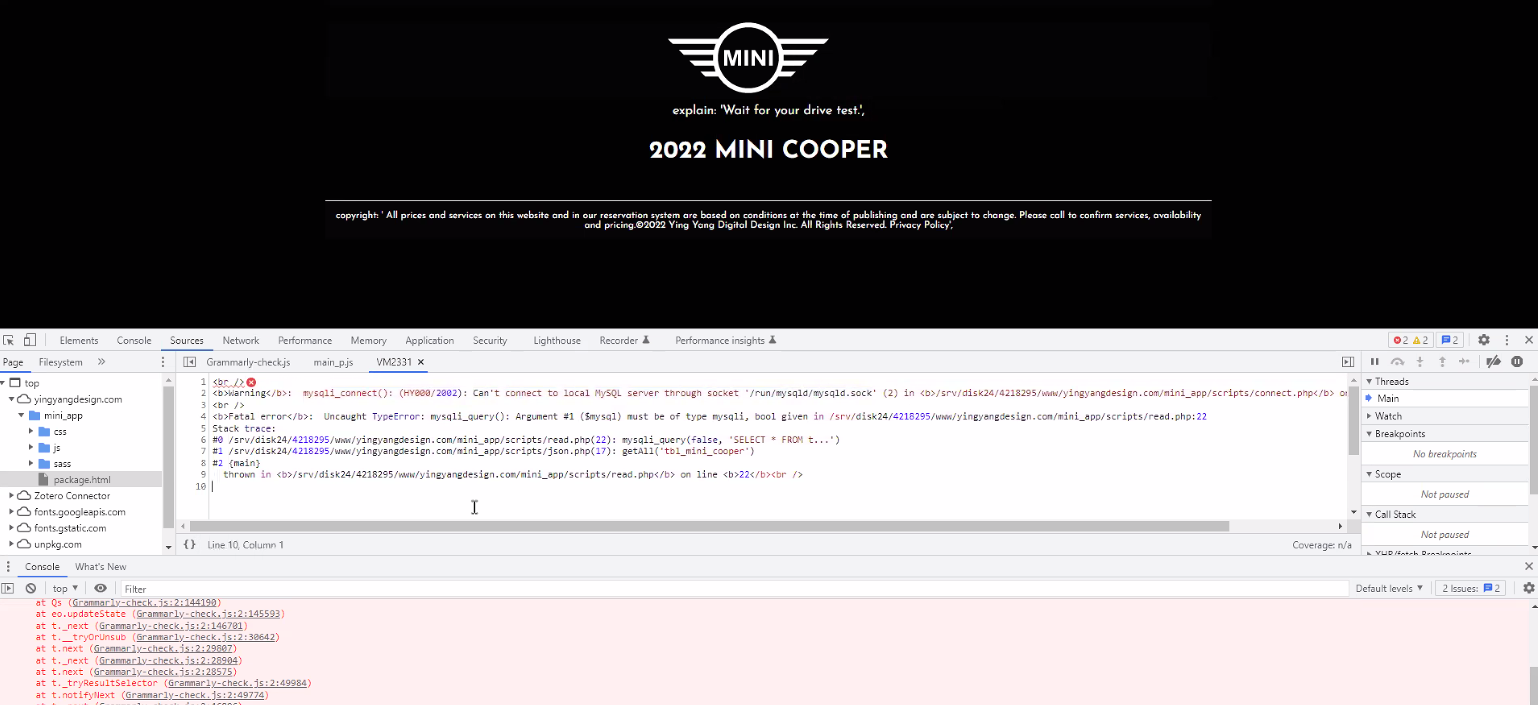 MINI
explain: 'Wait for your drive test.',
2022 MINI COOPER
copyright: ' All prices and services on this website and in our reservation system are based on conditions at the time of publishing and are subject to change. Please call to confirm services, availability
and pricing.©2022 Ying Yang Digital Design Inc. All Rights Reserved. Privacy Policy',
Elements Console Sources Network Performance Memory Application Security Lighthouse Recorder Performance insights 2 2 2
Page Filesystem » Grammarly-check.js main_p.js VM2331 ×
top
yingyangdesign.com
mini_app
css
js
sass
package.html
Zotero Connector
fonts.googleapis.com
fonts.gstatic.com
unpkg.com
1 <br />
2 <b>Warning</b>:  mysqli_connect(): (HY000/2002): Can't connect to local MySQL server through socket '/run/mysqld/mysqld.sock' (2) in <b>/srv/disk24/4218295/www/yingyangdesign.com/mini_app/scripts/connect.php</b> on
3 <br />
4 <b>Fatal error</b>:  Uncaught TypeError: mysqli_query(): Argument #1 ($mysql) must be of type mysqli, bool given in /srv/disk24/4218295/www/yingyangdesign.com/mini_app/scripts/read.php:22
5 Stack trace:
6 #0 /srv/disk24/4218295/www/yingyangdesign.com/mini_app/scripts/read.php(22): mysqli_query(false, 'SELECT * FROM t...')
7 #1 /srv/disk24/4218295/www/yingyangdesign.com/mini_app/scripts/json.php(17): getAll('tbl_mini_cooper')
8 #2 {main}
9   thrown in <b>/srv/disk24/4218295/www/yingyangdesign.com/mini_app/scripts/read.php</b> on line <b>22</b><br />
10
{} Line 10, Column 1 Coverage: n/a
Threads
Main
Watch
Breakpoints
No breakpoints
Scope
Not paused
Call Stack
Not paused
XHR/fetch Breakpoints
Console What's New
top Filter Default levels 2 Issues: 2
at Qs (Grammarly-check.js:2:144190)
at eo.updateState (Grammarly-check.js:2:145593)
at t._next (Grammarly-check.js:2:146701)
at t.__tryOrUnsub (Grammarly-check.js:2:30642)
at t.next (Grammarly-check.js:2:29807)
at t._next (Grammarly-check.js:2:28904)
at t.next (Grammarly-check.js:2:28575)
at t._tryResultSelector (Grammarly-check.js:2:49984)
at t.notifyNext (Grammarly-check.js:2:49774)